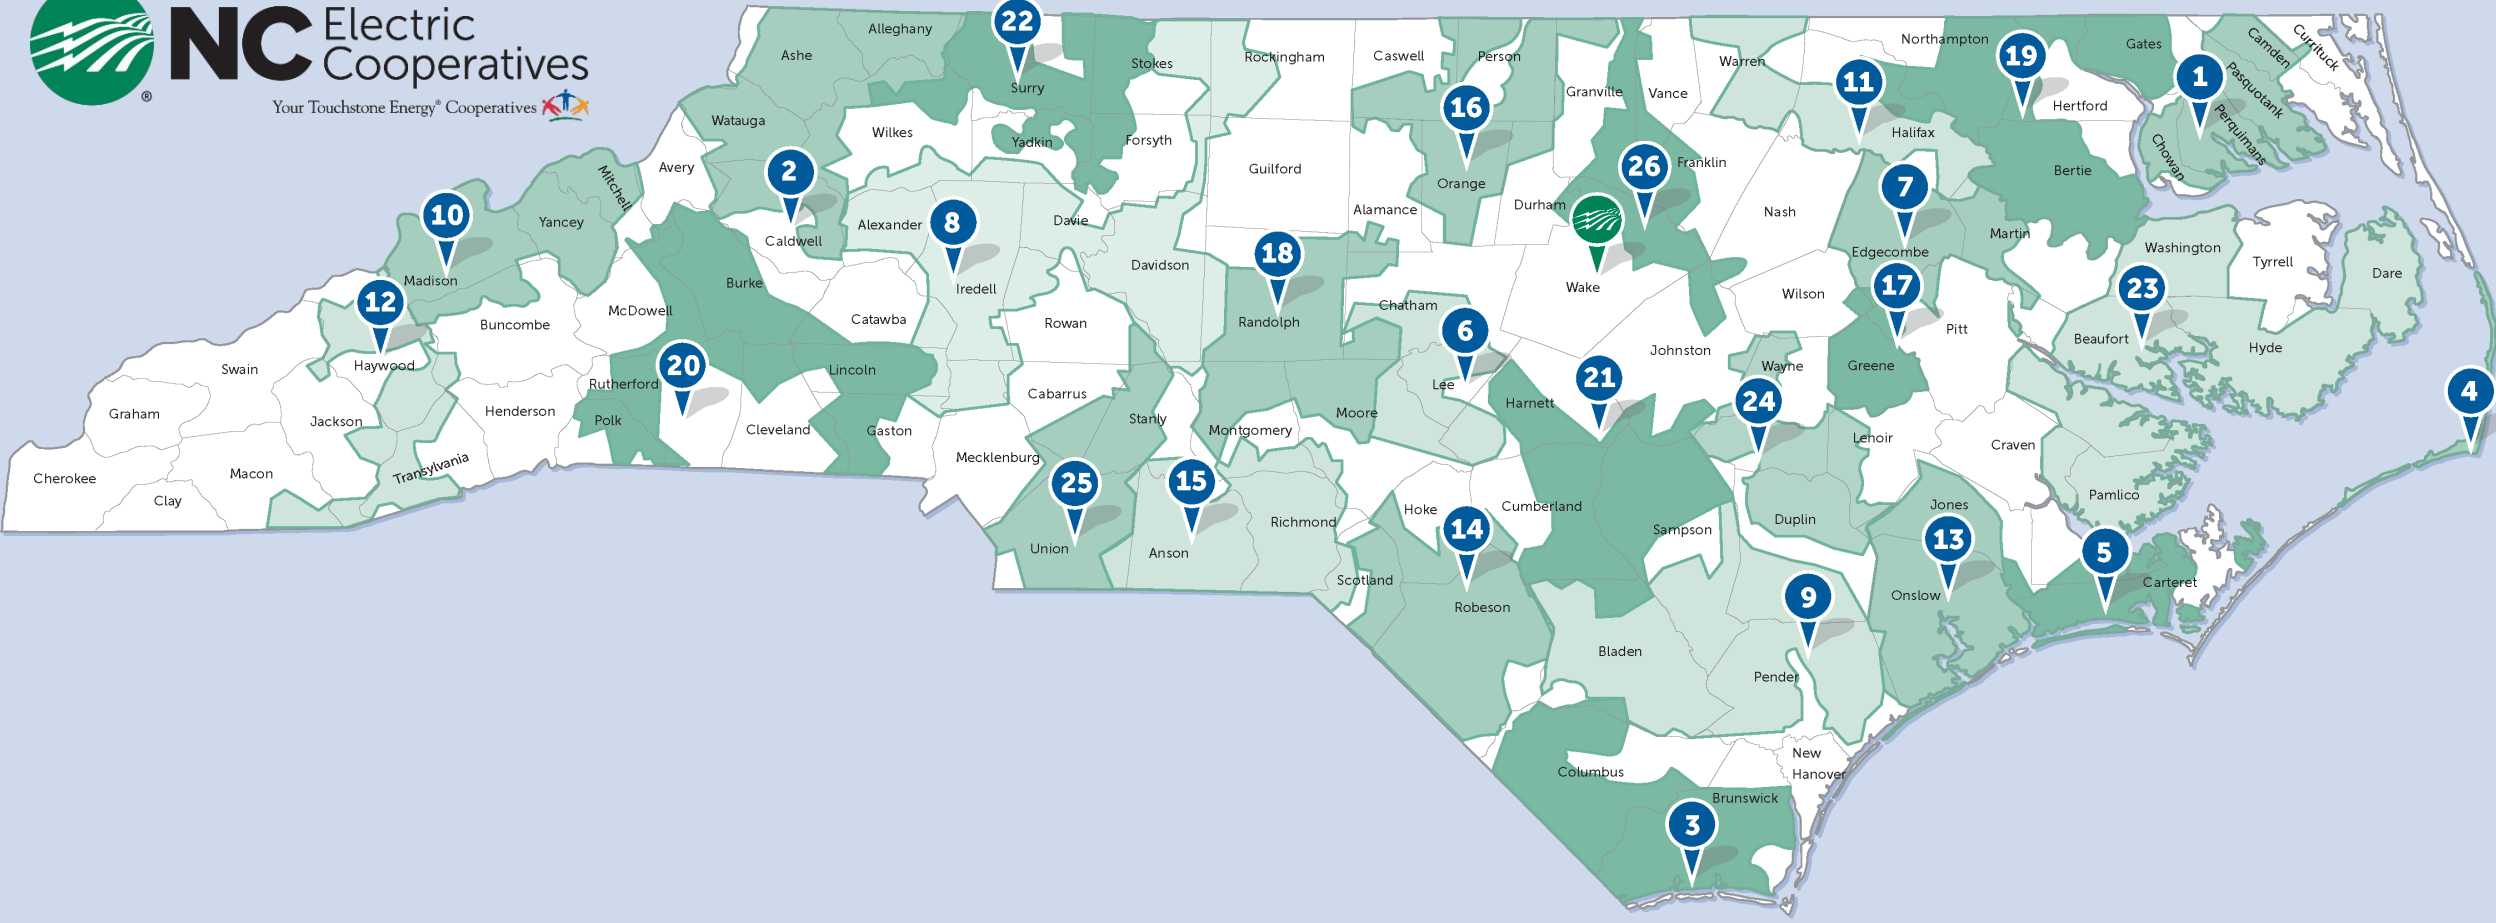 NC Electric
Cooperatives
®
Your Touchstone Energy® Cooperatives
22
Alleghany
Ashe
Surry
Stokes
Rockingham
Caswell
Person
Granville
Vance
Warren
Northampton
19
Gates
Camden
Currituck
Pasquotank
Perquimans
Chowan
1
11
Hertford
16
Watauga
Wilkes
Yadkin
Forsyth
Guilford
Halifax
Bertie
Avery
Mitchell
2
26
Franklin
7
Orange
Durham
Alamance
Nash
Martin
Yancey
10
Alexander
8
Davie
Caldwell
18
Davidson
Edgecombe
Washington
Tyrrell
Dare
Madison
Burke
Iredell
Wake
Wilson
17
23
12
McDowell
Buncombe
Catawba
Rowan
Randolph
Chatham
6
Pitt
Beaufort
Hyde
Swain
Haywood
20
Rutherford
Lincoln
Lee
21
Johnston
Wayne
Greene
4
Graham
Jackson
Henderson
Polk
Cleveland
Gaston
Cabarrus
Stanly
Montgomery
Moore
Harnett
24
Lenoir
Craven
Cherokee
Macon
Clay
Transylvania
Mecklenburg
25
15
Richmond
Hoke
Cumberland
14
Sampson
Duplin
Jones
Pamlico
Union
Anson
Scotland
Robeson
13
5
Carteret
Onslow
9
Bladen
Pender
New
Hanover
Columbus
Brunswick
3